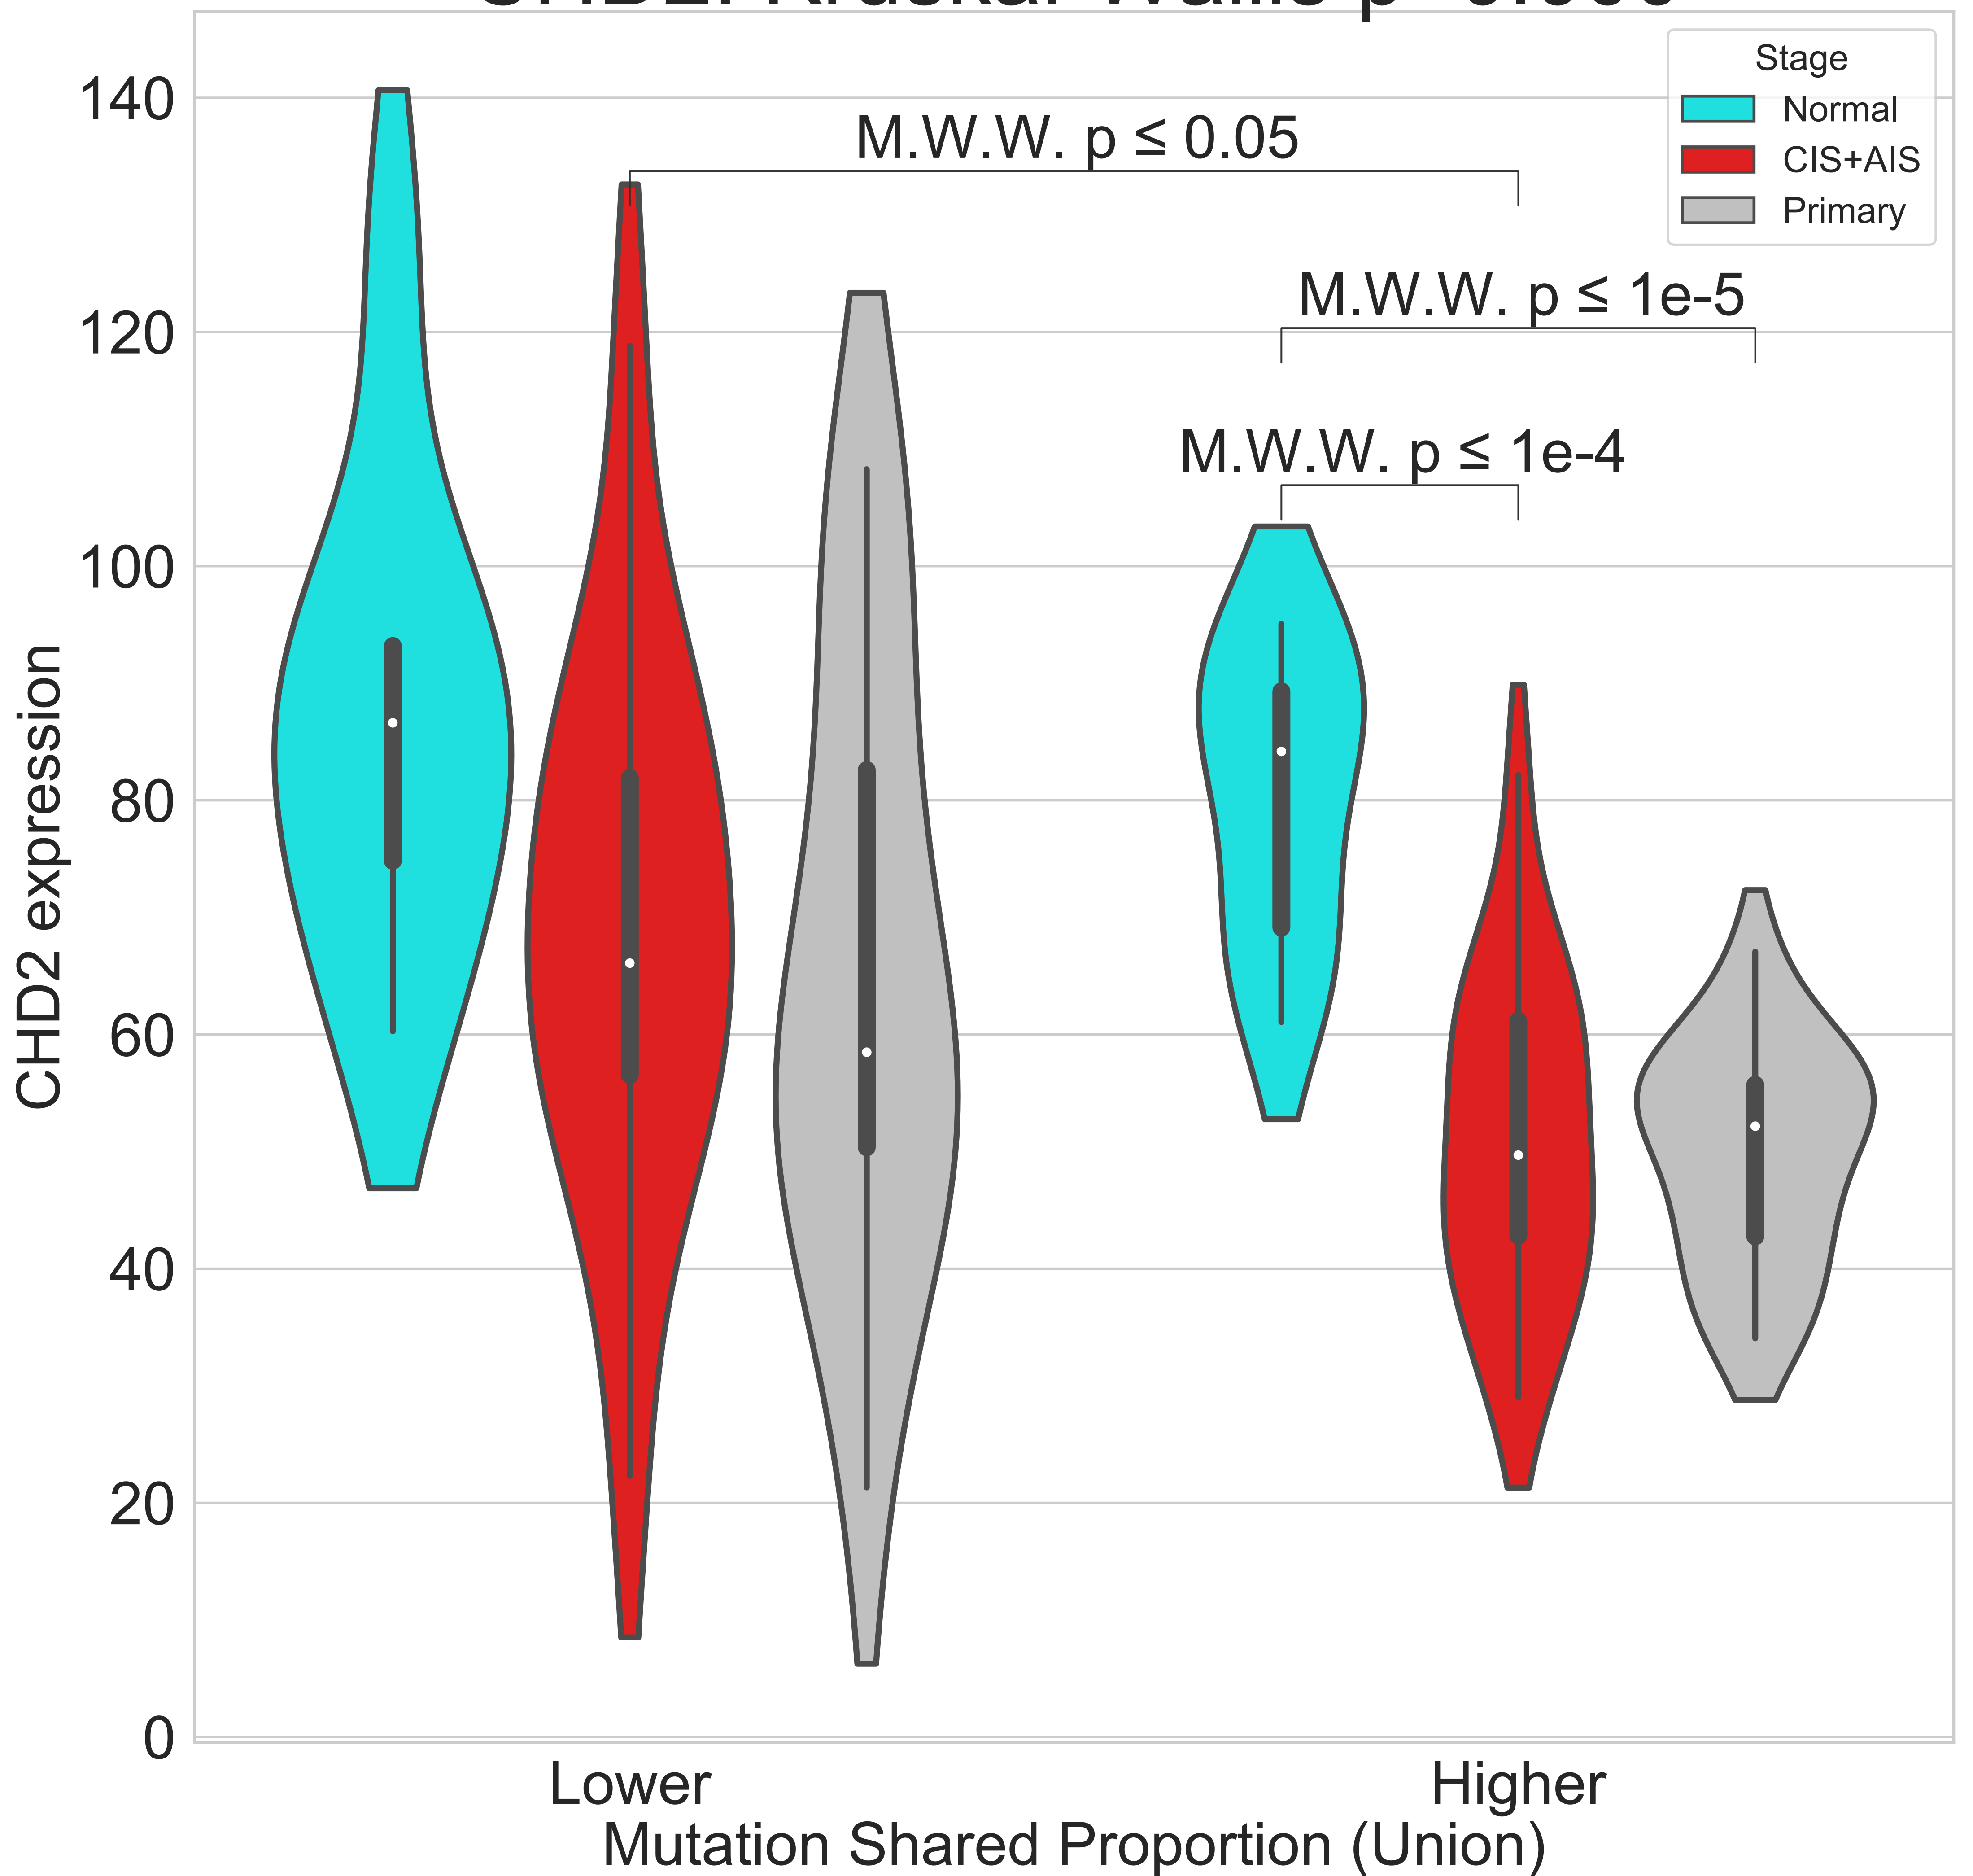 Stage
Normal
CIS+AIS
Primary
M.W.W. p ≤ 0.05
M.W.W. p ≤ 1e-5
M.W.W. p ≤ 1e-4
140
120
100
80
60
40
20
0
CHD2 expression
Lower
Higher
Mutation Shared Proportion (Union)